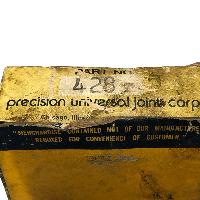 PART NO.
428
precision universal joint corp
Chicago, Illinois
"MERCHANDISE CONTAINED NOT OF OUR MANUFACTURE
REBOXED FOR CONVENIENCE OF CUSTOMER."